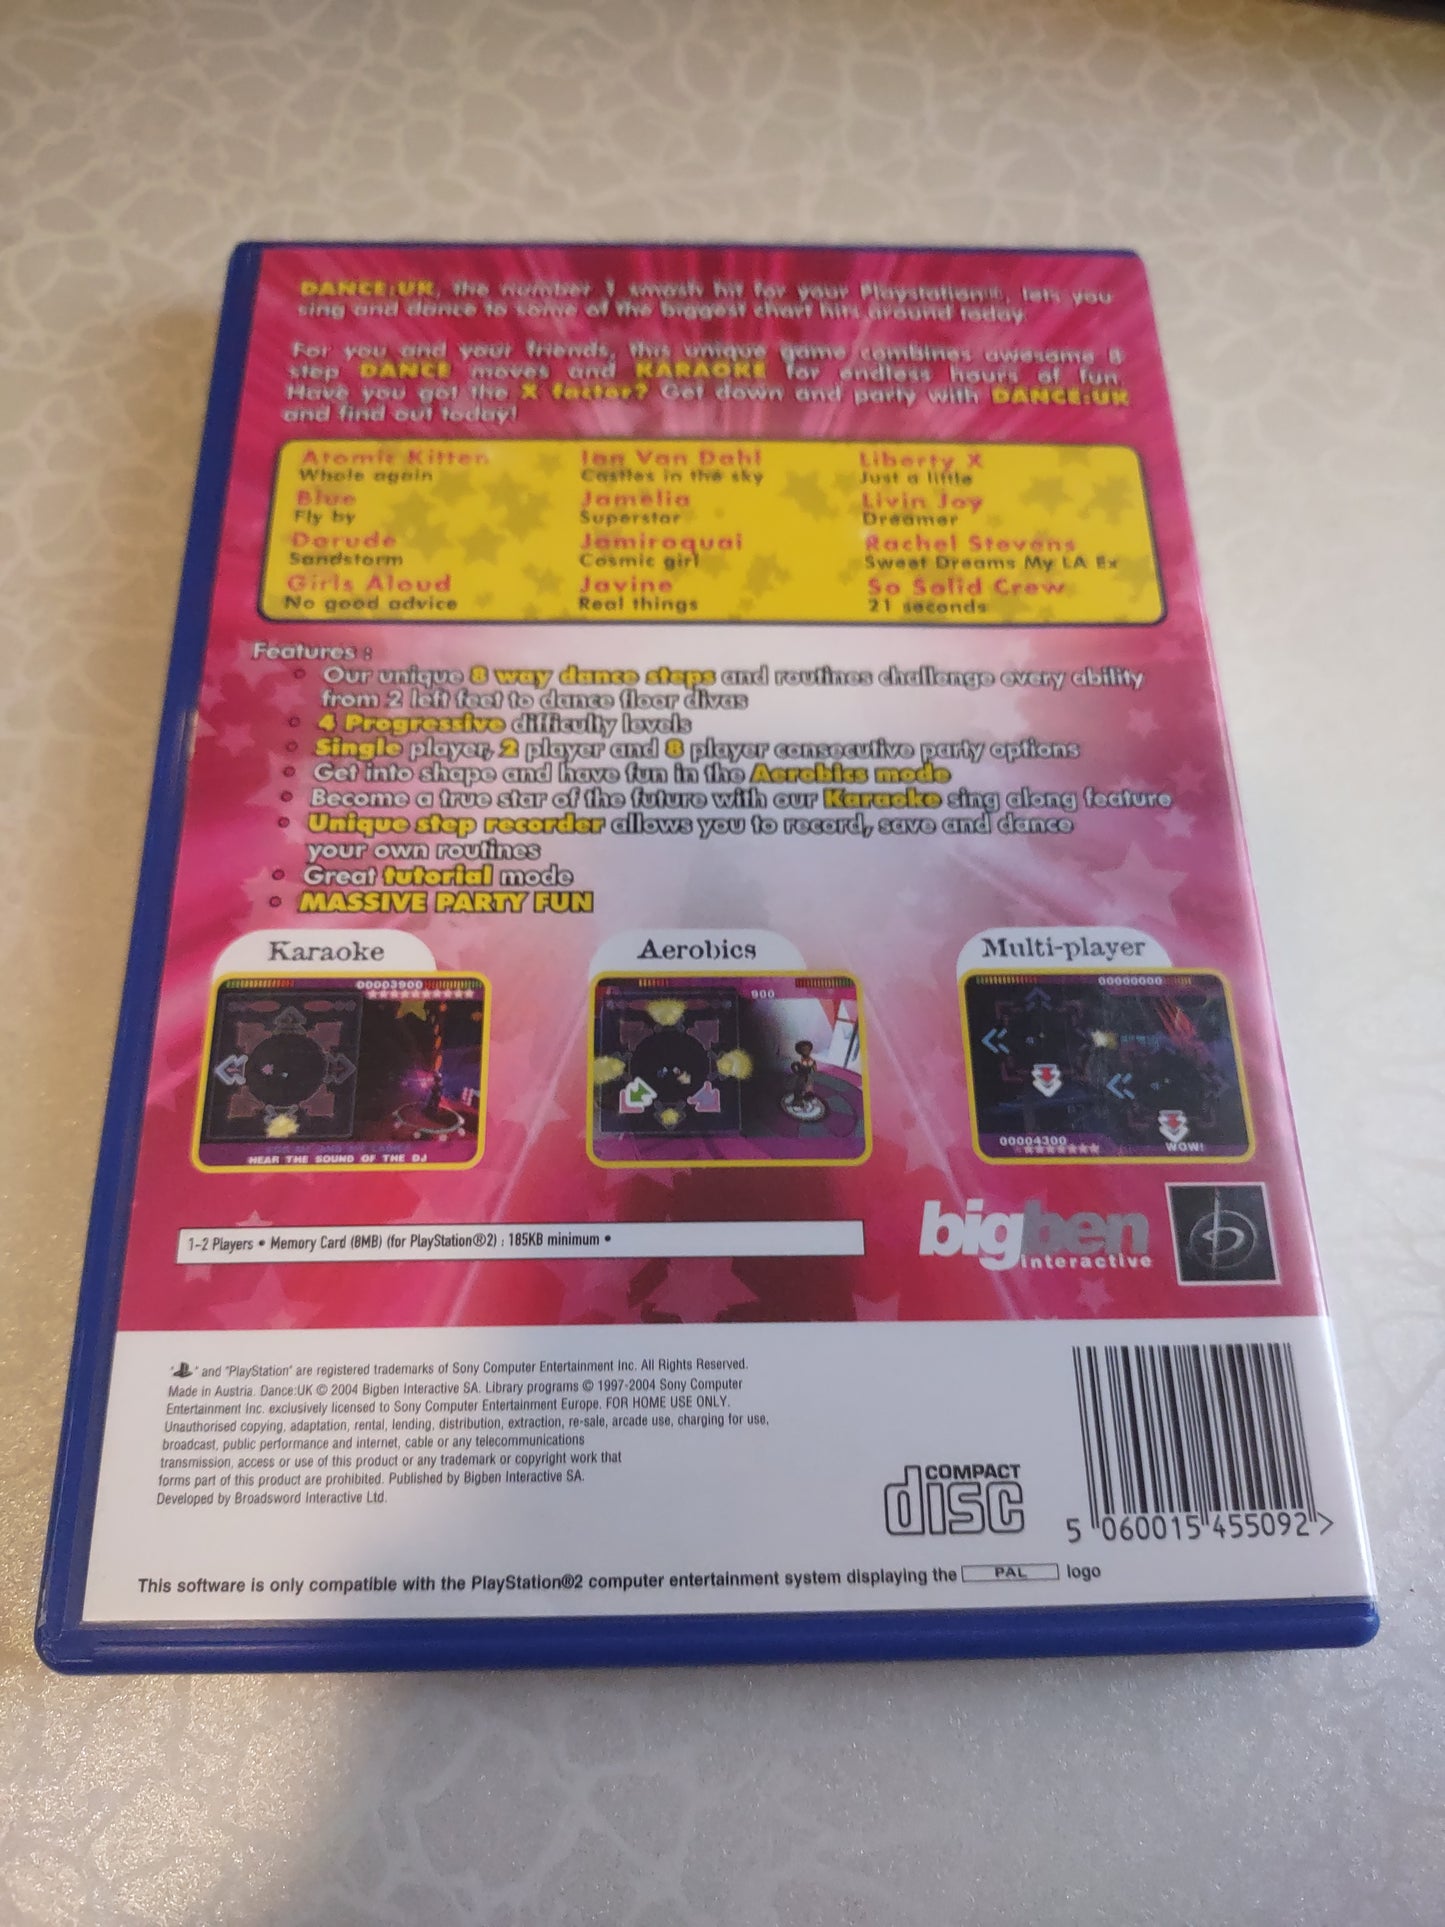 DANCE:UK, the number 1 smash hit for your Playstation®, lets you
sing and dance to some of the biggest chart hits around today.
For you and your friends, this unique game combines awesome 8
step DANCE moves and KARAOKE for endless hours of fun.
Have you got the X factor? Get down and party with DANCE:UK
and find out today!
Atomic Kitten
Whole again
Blue
Fly by
Darude
Sandstorm
Girls Aloud
No good advice
Ian Van Dahl
Castles in the sky
Jamelia
Superstar
Jamiroquai
Cosmic girl
Javine
Real things
Liberty X
Just a little
Livin Joy
Dreamer
Rachel Stevens
Sweet Dreams My LA Ex
So Solid Crew
21 seconds
Features :
Our unique 8 way dance steps and routines challenge every ability
from 2 left feet to dance floor divas
4 Progressive difficulty levels
Single player, 2 player and 8 player consecutive party options
Get into shape and have fun in the Aerobics mode
Become a true star of the future with our Karaoke sing along feature
Unique step recorder allows you to record, save and dance
your own routines
Great tutorial mode
MASSIVE PARTY FUN
Karaoke
00003900
HEAR THE SOUND OF THE DJ
Aerobics
900
Multi-player
00000000
00004300
WOW!
1-2 Players • Memory Card (8MB) (for PlayStation®2) : 185KB minimum •
bigben
interactive
" " and "PlayStation" are registered trademarks of Sony Computer Entertainment Inc. All Rights Reserved.
Made in Austria. Dance:UK © 2004 Bigben Interactive SA. Library programs © 1997-2004 Sony Computer
Entertainment Inc. exclusively licensed to Sony Computer Entertainment Europe. FOR HOME USE ONLY.
Unauthorised copying, adaptation, rental, lending, distribution, extraction, re-sale, arcade use, charging for use,
broadcast, public performance and internet, cable or any telecommunications
transmission, access or use of this product or any trademark or copyright work that
forms part of this product are prohibited. Published by Bigben Interactive SA.
Developed by Broadsword Interactive Ltd.
COMPACT
disc
5 060015 455092 >
This software is only compatible with the PlayStation®2 computer entertainment system displaying the PAL logo